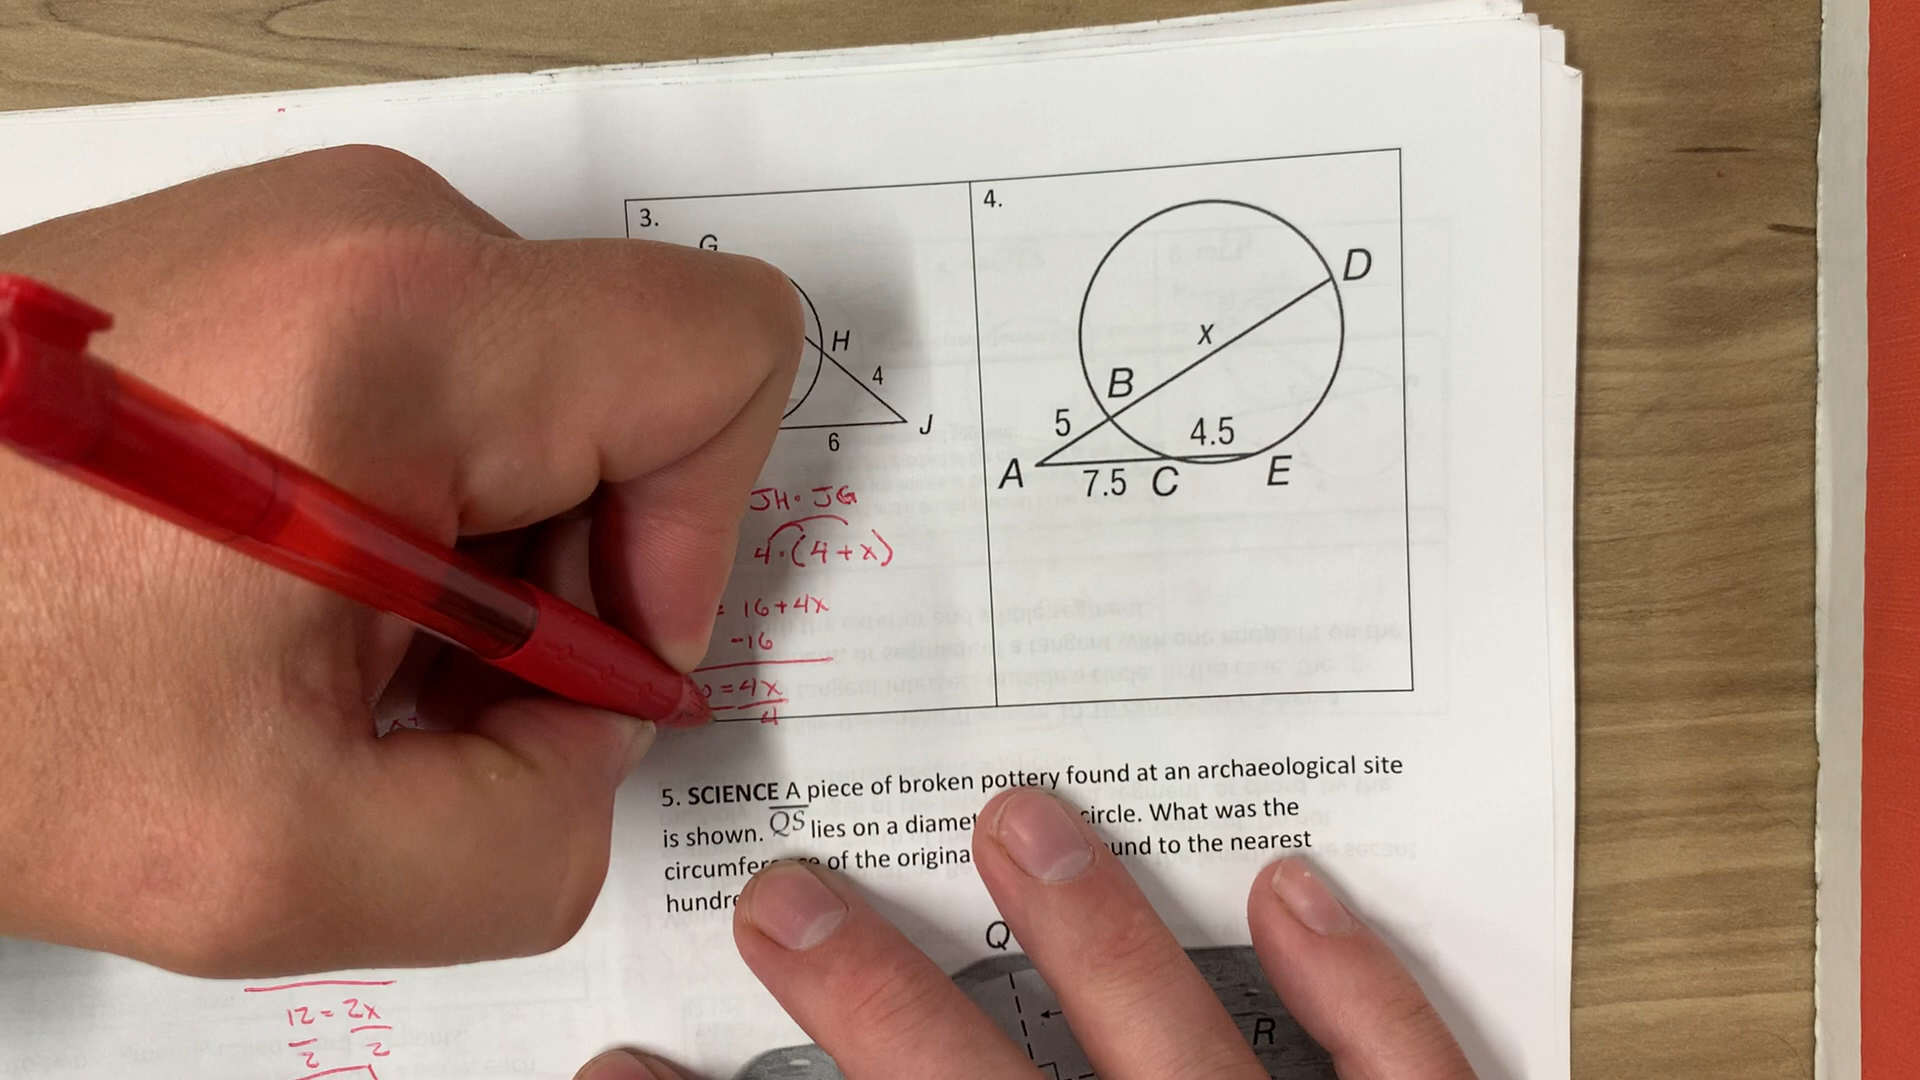 3.
G
H
4
J
6
JH · JG
4 · (4 + x)
= 16 + 4x
-16
0 = 4x
4
4.
D
x
B
5
4.5
A
7.5
C
E
5. SCIENCE A piece of broken pottery found at an archaeological site
is shown. QS lies on a diame circle. What was the
of the origina und to the nearest
hundre
Q
R
12 = 2x
2
2